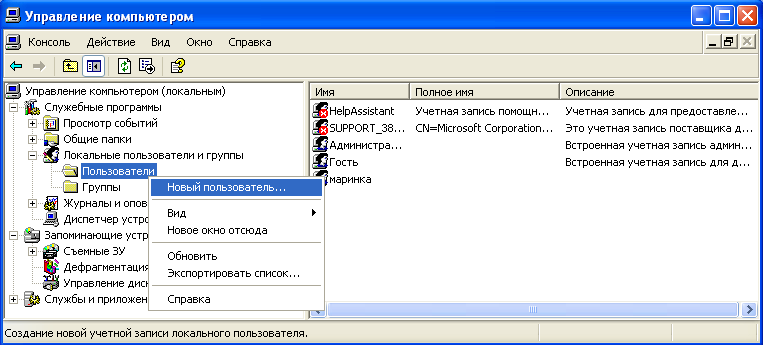 Управление компьютером
Консоль Действие Вид Окно Справка
Управление компьютером (локальным)
Служебные программы
Просмотр событий
Общие папки
Локальные пользователи и группы
Пользователи
Группы
Журналы и опов
Диспетчер устро
Запоминающие устр
Съемные ЗУ
Дефрагментация
Управление диск
Службы и приложен
Новый пользователь...
Вид
Новое окно отсюда
Обновить
Экспортировать список...
Справка
Имя Полное имя Описание
HelpAssistant Учетная запись помощн... Учетная запись для предоставле...
SUPPORT_38... CN=Microsoft Corporation... Это учетная запись поставщика д...
Администра... Встроенная учетная запись админ...
Гость Встроенная учетная запись для д...
маринка
Создание новой учетной записи локального пользователя.